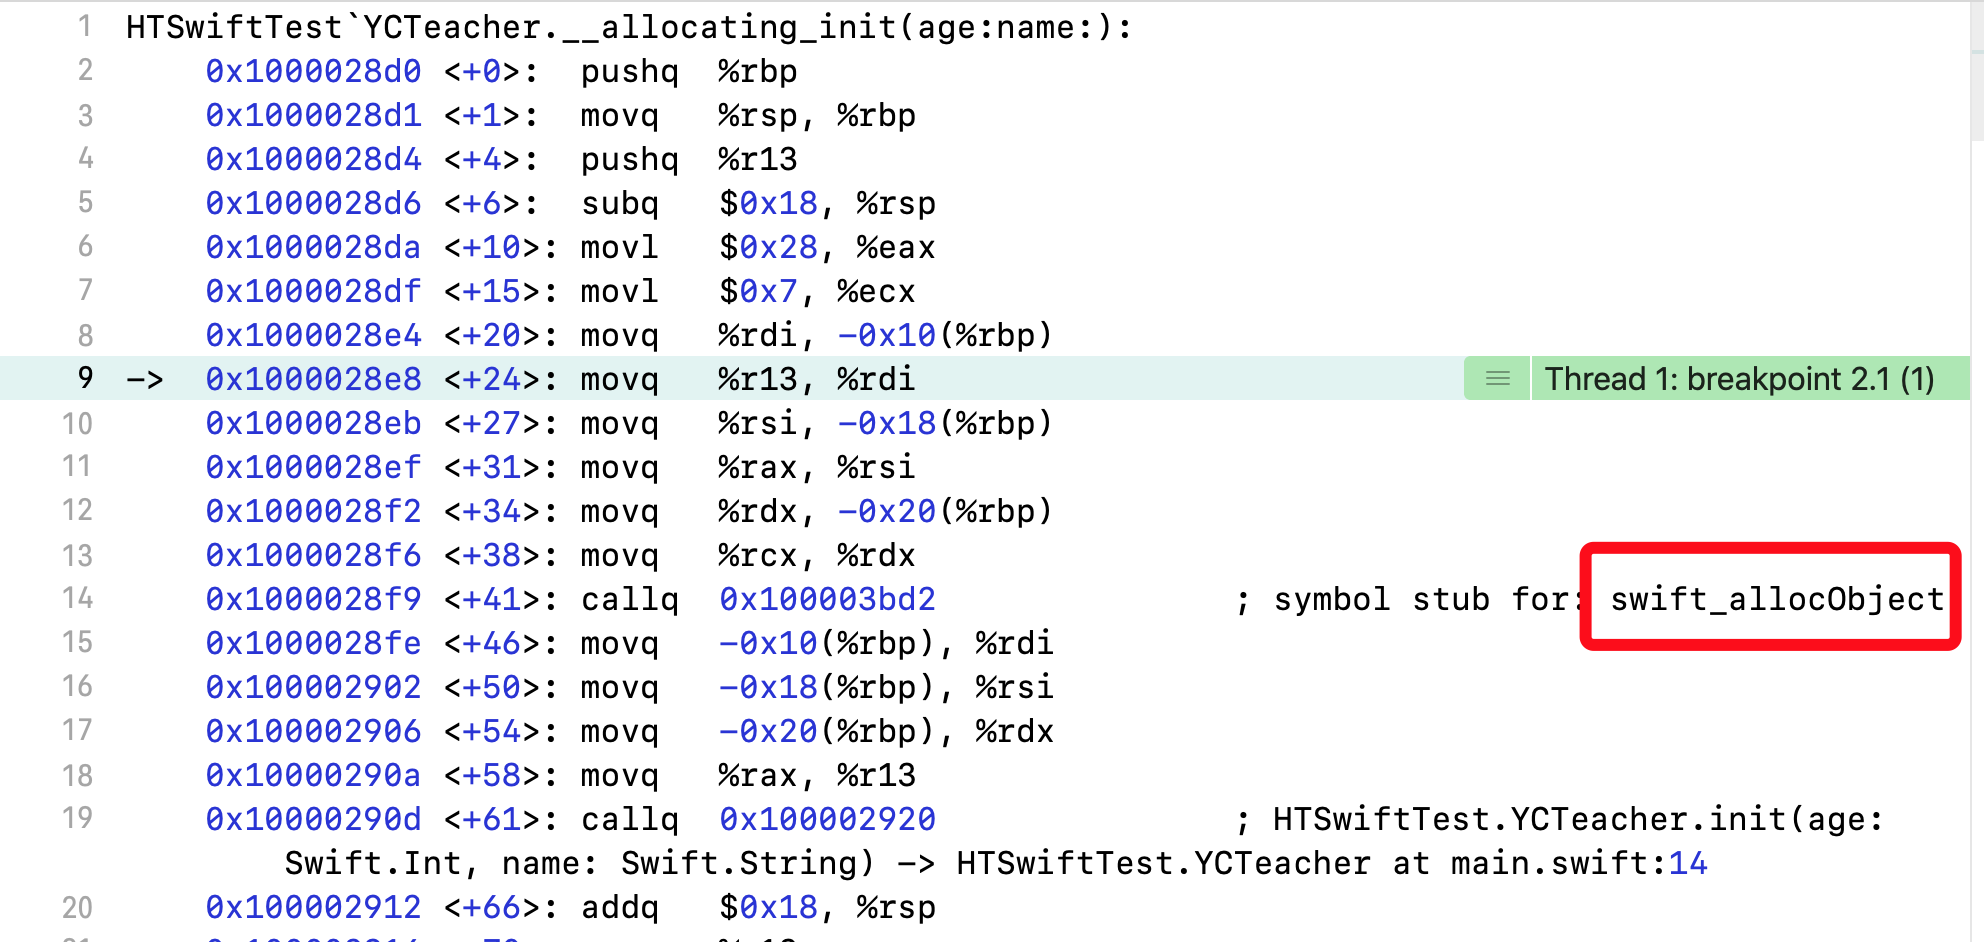 1 HTSwiftTest`YCTeacher.__allocating_init(age:name:):
2 0x1000028d0 <+0>: pushq %rbp
3 0x1000028d1 <+1>: movq %rsp, %rbp
4 0x1000028d4 <+4>: pushq %r13
5 0x1000028d6 <+6>: subq $0x18, %rsp
6 0x1000028da <+10>: movl $0x28, %eax
7 0x1000028df <+15>: movl $0x7, %ecx
8 0x1000028e4 <+20>: movq %rdi, -0x10(%rbp)
9 -> 0x1000028e8 <+24>: movq %r13, %rdi Thread 1: breakpoint 2.1 (1)
10 0x1000028eb <+27>: movq %rsi, -0x18(%rbp)
11 0x1000028ef <+31>: movq %rax, %rsi
12 0x1000028f2 <+34>: movq %rdx, -0x20(%rbp)
13 0x1000028f6 <+38>: movq %rcx, %rdx
14 0x1000028f9 <+41>: callq 0x100003bd2 ; symbol stub for: swift_allocObject
15 0x1000028fe <+46>: movq -0x10(%rbp), %rdi
16 0x100002902 <+50>: movq -0x18(%rbp), %rsi
17 0x100002906 <+54>: movq -0x20(%rbp), %rdx
18 0x10000290a <+58>: movq %rax, %r13
19 0x10000290d <+61>: callq 0x100002920 ; HTSwiftTest.YCTeacher.init(age:
Swift.Int, name: Swift.String) -> HTSwiftTest.YCTeacher at main.swift:14
20 0x100002912 <+66>: addq $0x18, %rsp